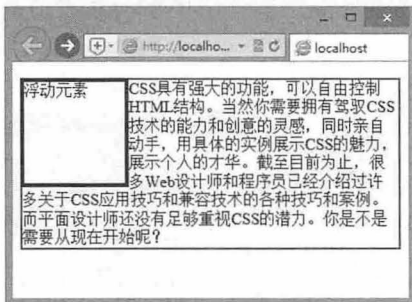 http://localho...
localhost
浮动元素
CSS具有强大的功能，可以自由控制
HTML结构。当然你需要拥有驾驭CSS
技术的能力和创意的灵感，同时亲自
动手，用具体的实例展示CSS的魅力，
展示个人的才华。截至目前为止，很
多Web设计师和程序员已经介绍过许
多关于CSS应用技巧和兼容技术的各种技巧和案例。
而平面设计师还没有足够重视CSS的潜力。你是不是
需要从现在开始呢？